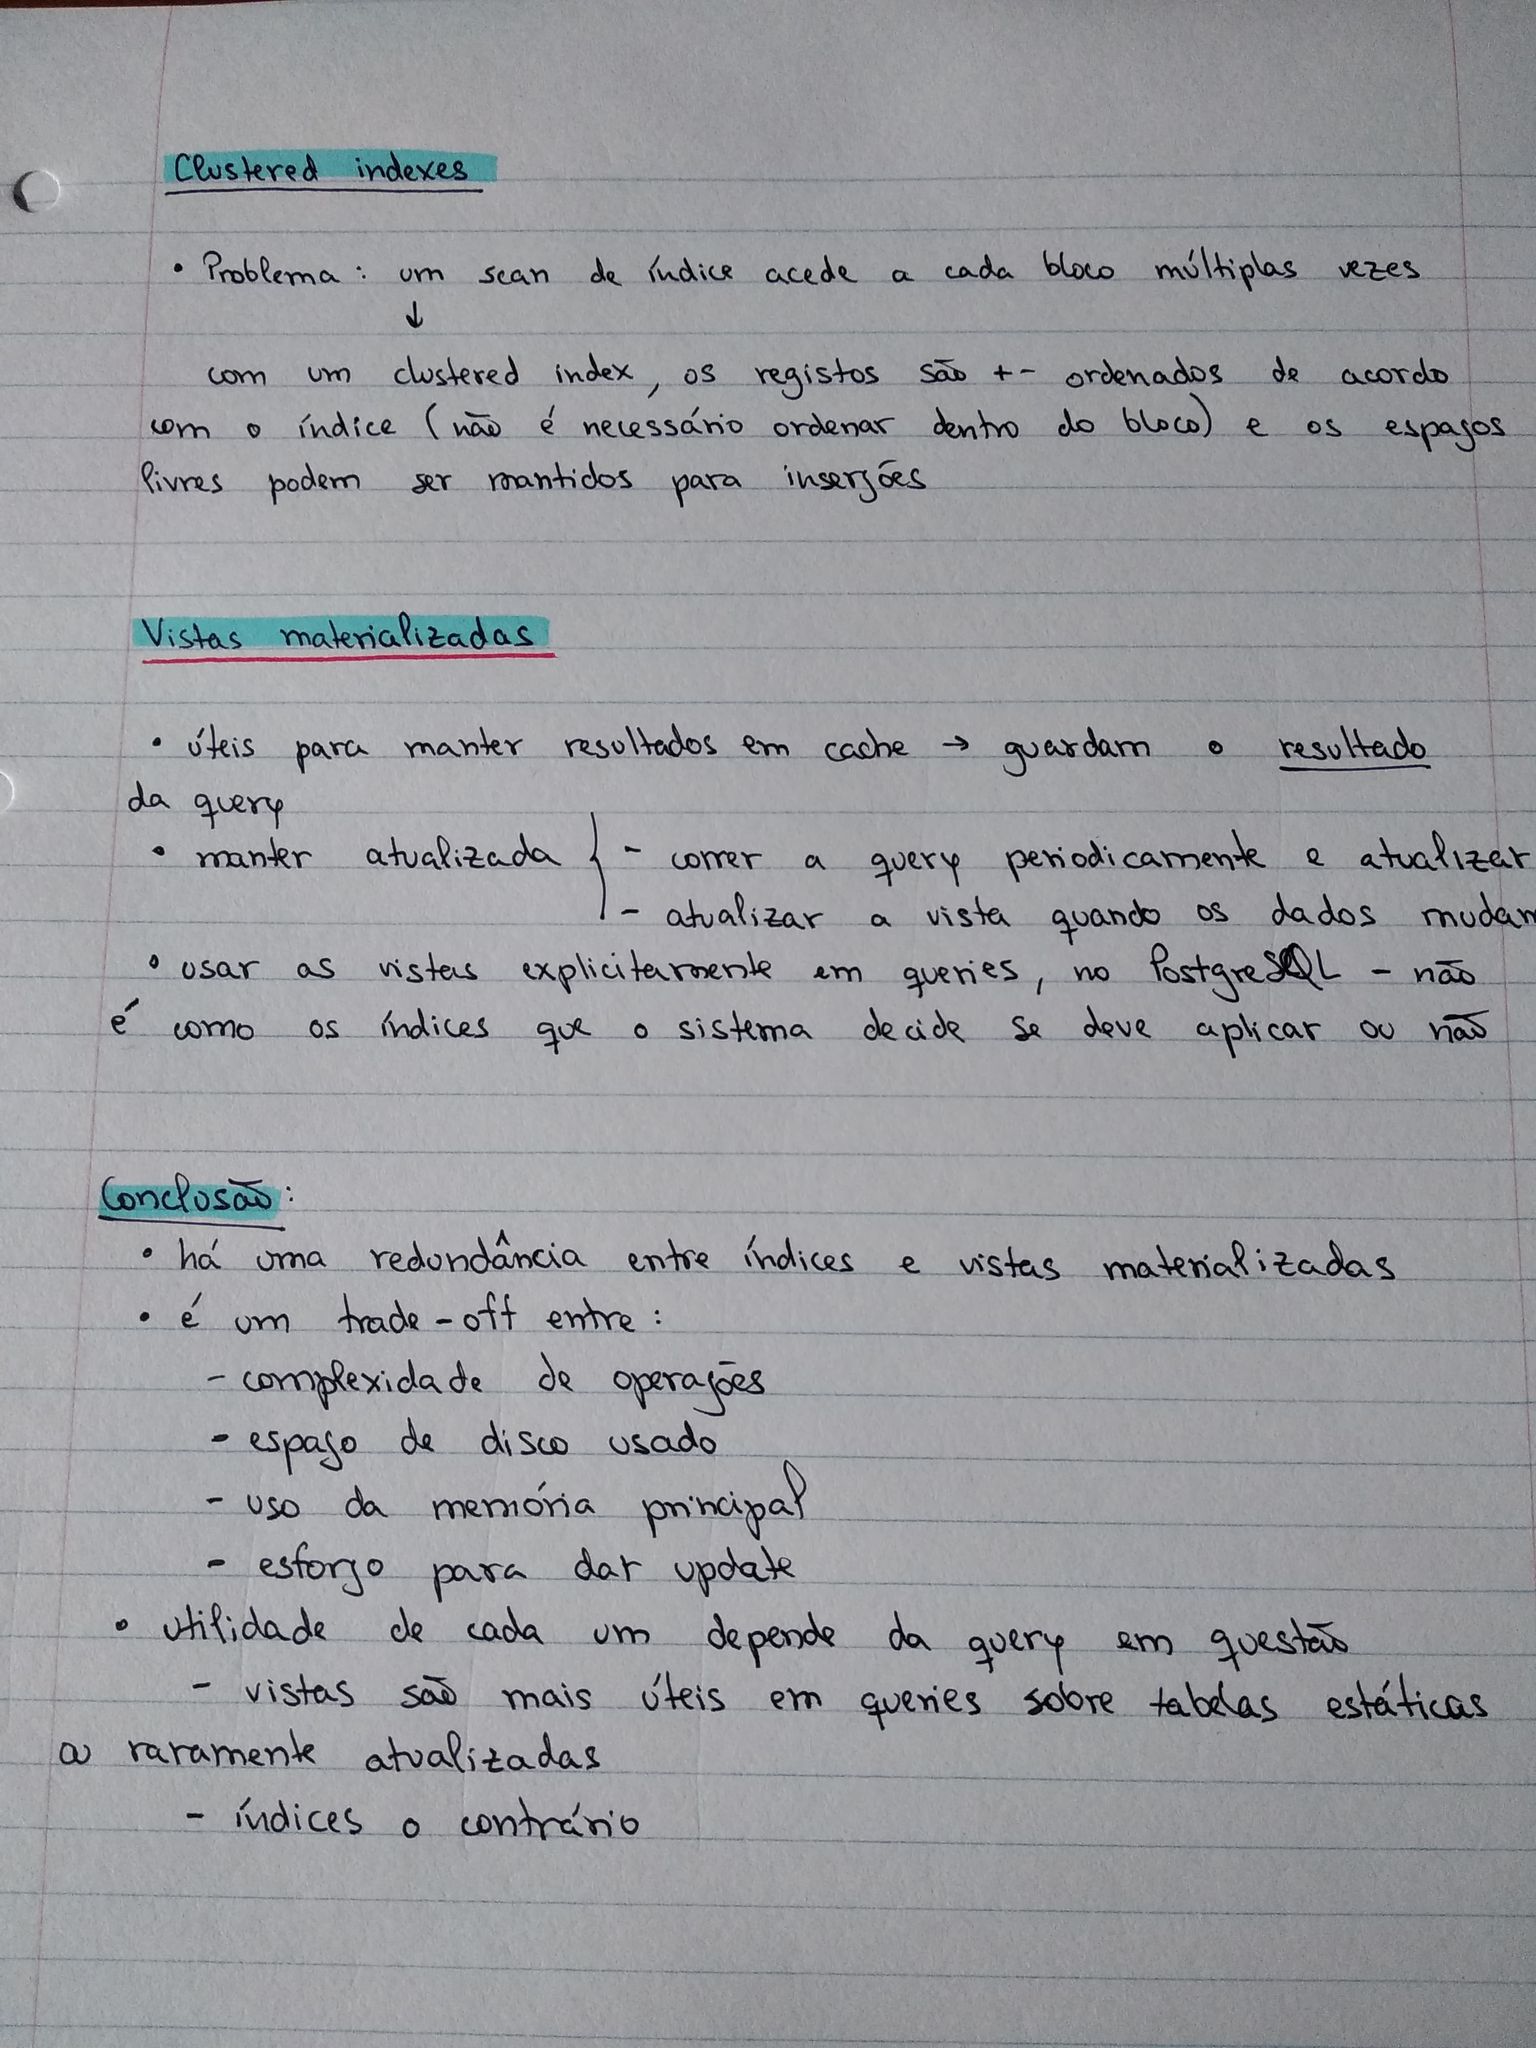 Clustered indexes
• Problema: um scan de índice acede a cada bloco múltiplas vezes
↓
com um clustered index, os registos são +- ordenados de acordo
com o índice (não é necessário ordenar dentro do bloco) e os espaços
livres podem ser mantidos para inserções
Vistas materializadas
• úteis para manter resultados em cache → guardam o resultado
da query
• manter atualizada { - correr a query periodicamente e atualizar
- atualizar a vista quando os dados mudam
• usar as vistas explicitamente em queries, no PostgreSQL - não
é como os índices que o sistema decide se deve aplicar ou não
Conclusão:
• há uma redundância entre índices e vistas materializadas
• é um trade-off entre:
- complexidade de operações
- espaço de disco usado
- uso da memória principal
- esforço para dar update
• utilidade de cada um depende da query em questão
- vistas são mais úteis em queries sobre tabelas estáticas
ou raramente atualizadas
- índices o contrário